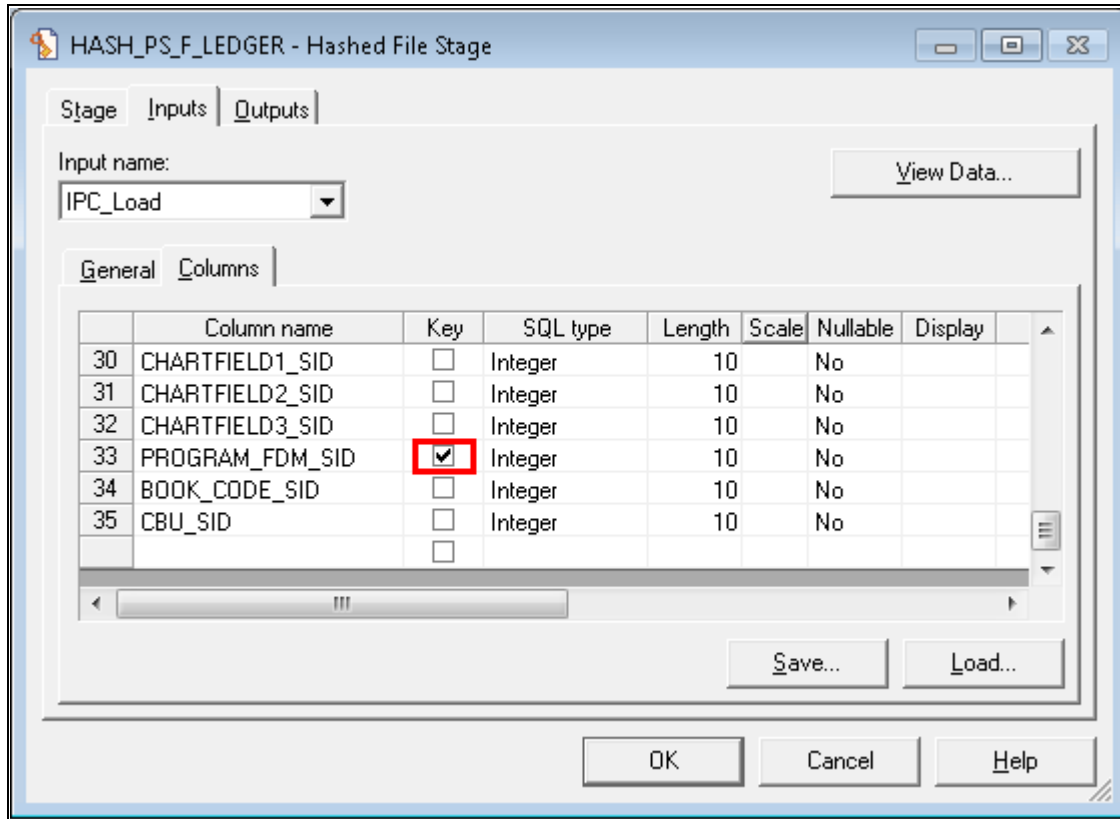 HASH_PS_F_LEDGER - Hashed File Stage
Stage Inputs Outputs
Input name:
View Data...
IPC_Load
General Columns
Column name Key SQL type Length Scale Nullable Display
30 CHARTFIELD1_SID Integer 10 No
31 CHARTFIELD2_SID Integer 10 No
32 CHARTFIELD3_SID Integer 10 No
33 PROGRAM_FDM_SID Integer 10 No
34 BOOK_CODE_SID Integer 10 No
35 CBU_SID Integer 10 No
Save... Load...
OK Cancel Help